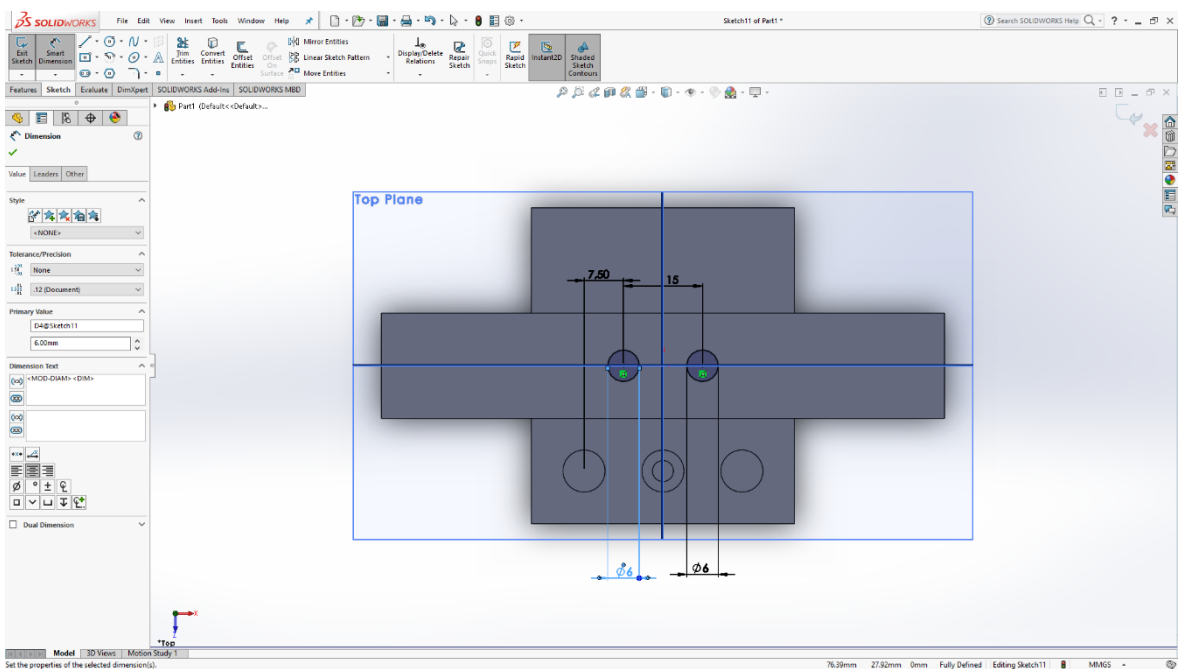 SOLIDWORKS File Edit View Insert Tools Window Help Sketch11 of Part1 * Search SOLIDWORKS Help
Exit Sketch
Smart Dimension
Trim Entities
Convert Entities
Offset Entities
Offset On Surface
Mirror Entities
Linear Sketch Pattern
Move Entities
Display/Delete Relations
Repair Sketch
Quick Snaps
Rapid Sketch
Instant2D
Shaded Sketch Contours
Features Sketch Evaluate DimXpert SOLIDWORKS Add-Ins SOLIDWORKS MBD
Part1 (Default<<Default>...
Dimension
Value Leaders Other
Style
<NONE>
Tolerance/Precision
None
.12 (Document)
Primary Value
D4@Sketch11
6.00mm
Dimension Text
<MOD-DIAM><DIM>
Dual Dimension
Top Plane
7,50
15
Ø6
Ø6
X
Z
*Top
Model 3D Views Motion Study 1
Set the properties of the selected dimension(s). 76.39mm 27.92mm 0mm Fully Defined Editing Sketch11 MMGS